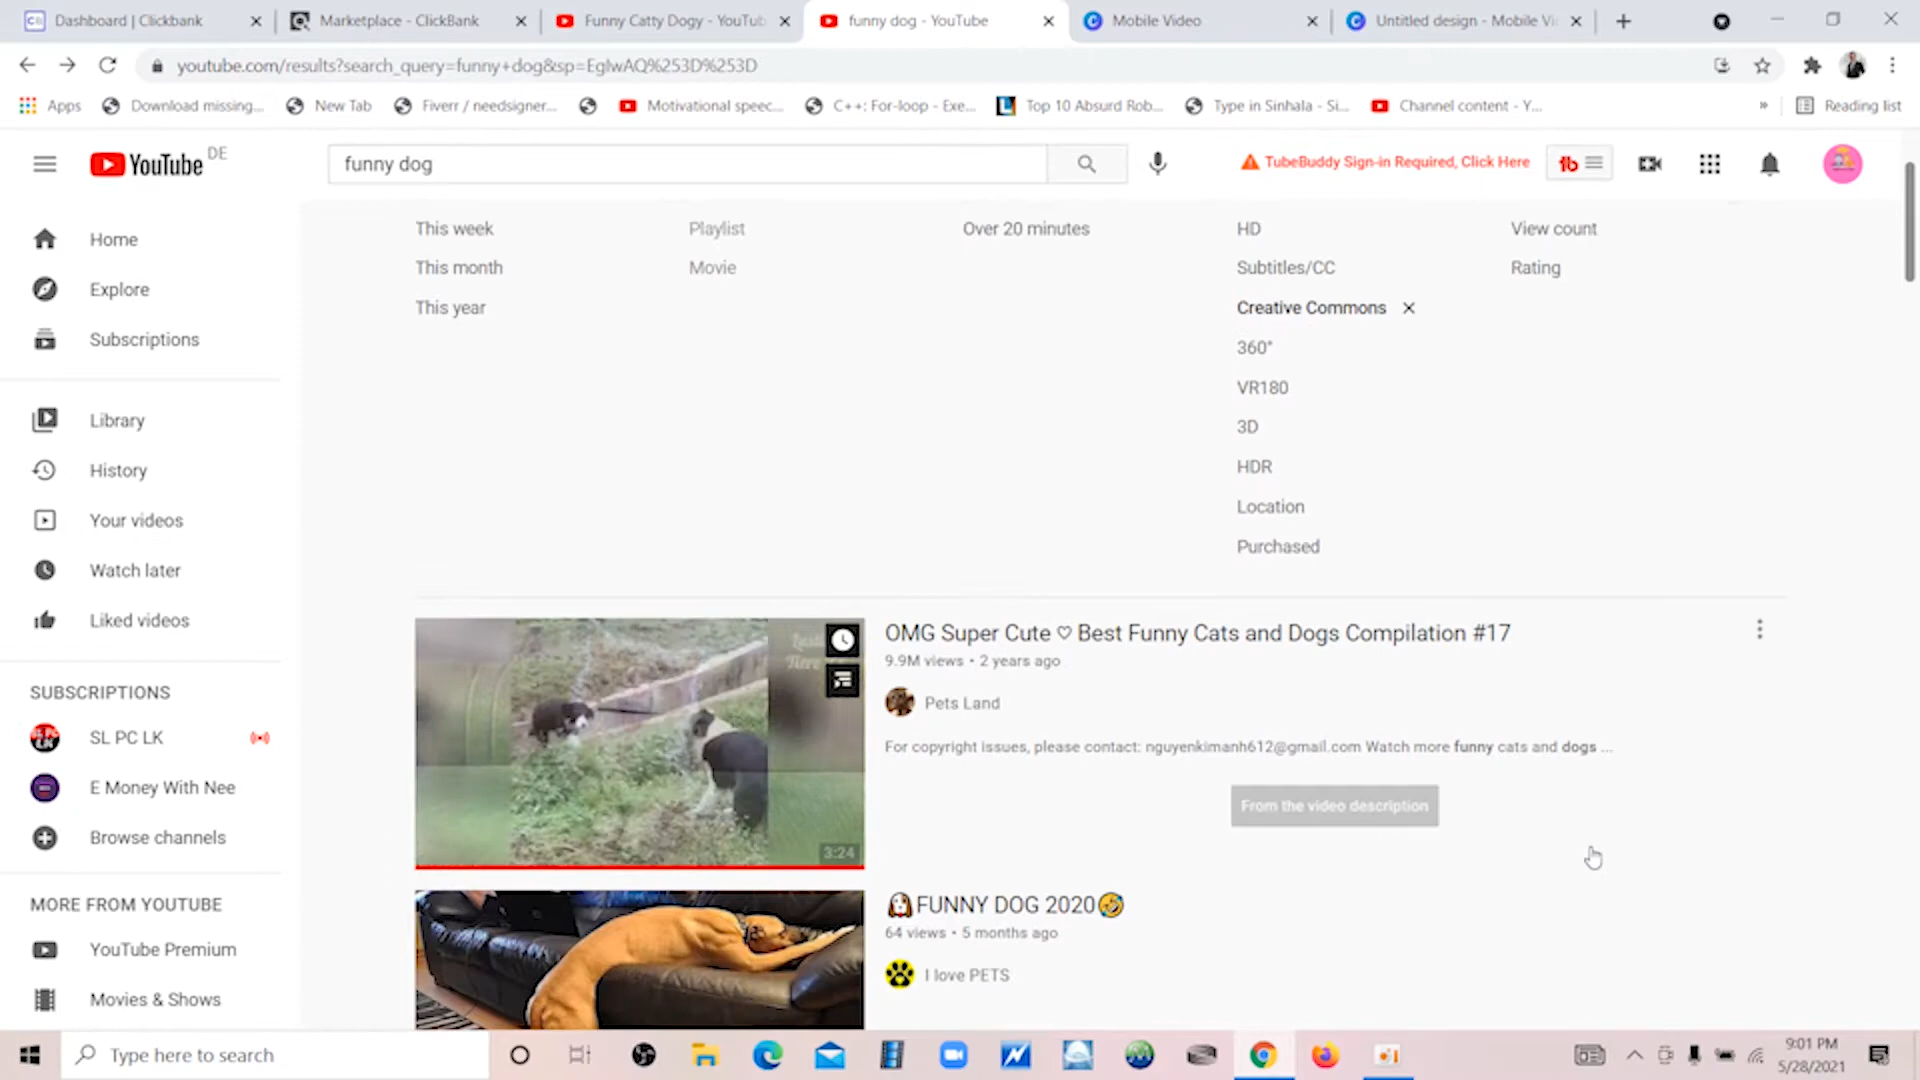 Dashboard | Clickbank
Marketplace - ClickBank
Funny Catty Dogy - YouTub
funny dog - YouTube
Mobile Video
Untitled design - Mobile Vi
youtube.com/results?search_query=funny+dog&sp=EgIwAQ%253D%253D
Apps
Download missing...
New Tab
Fiverr / needsigner...
Motivational speec...
C++: For-loop - Exe...
Top 10 Absurd Rob...
Type in Sinhala - Si...
Channel content - Y...
»
Reading list
YouTube DE
funny dog
TubeBuddy Sign-in Required, Click Here
tb
Home
Explore
Subscriptions
Library
History
Your videos
Watch later
Liked videos
SUBSCRIPTIONS
SL PC LK
E Money With Nee
Browse channels
MORE FROM YOUTUBE
YouTube Premium
Movies & Shows
This week
Playlist
Over 20 minutes
HD
View count
This month
Movie
Subtitles/CC
Rating
This year
Creative Commons
360°
VR180
3D
HDR
Location
Purchased
3:24
OMG Super Cute ♡ Best Funny Cats and Dogs Compilation #17
9.9M views • 2 years ago
Pets Land
For copyright issues, please contact: nguyenkimanh612@gmail.com Watch more funny cats and dogs ...
From the video description
FUNNY DOG 2020🤣
64 views • 5 months ago
I love PETS
Type here to search
9:01 PM
5/28/2021